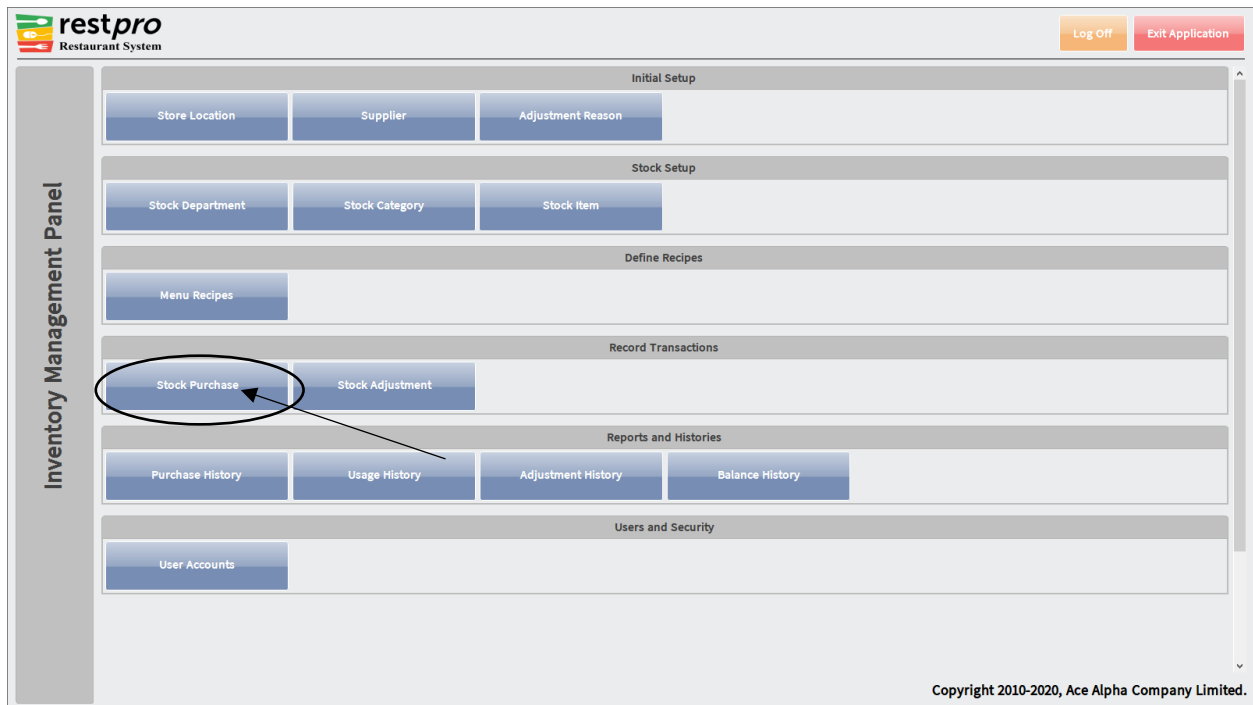 restpro
Restaurant System
Log Off
Exit Application
Inventory Management Panel
Initial Setup
Store Location
Supplier
Adjustment Reason
Stock Setup
Stock Department
Stock Category
Stock Item
Define Recipes
Menu Recipes
Record Transactions
Stock Purchase
Stock Adjustment
Reports and Histories
Purchase History
Usage History
Adjustment History
Balance History
Users and Security
User Accounts
Copyright 2010-2020, Ace Alpha Company Limited.